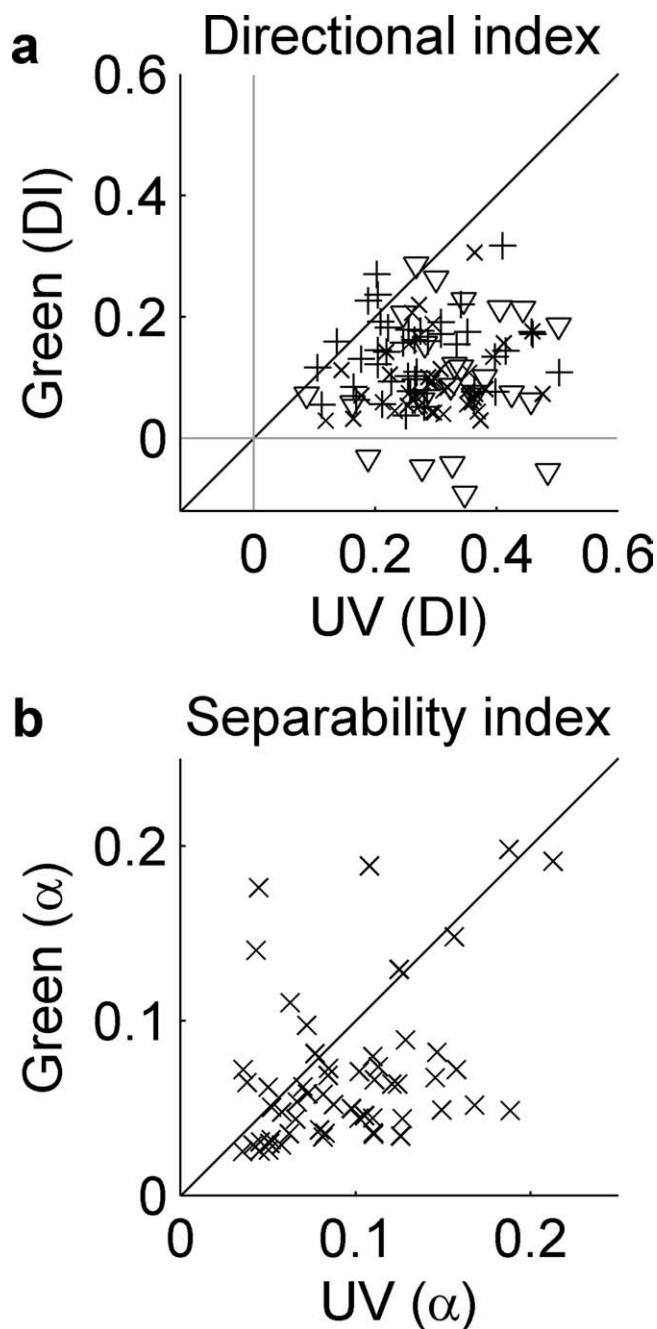 a Directional index
0.6
0.4
0.2
0
Green (DI)
0 0.2 0.4 0.6
UV (DI)
b Separability index
0.2
0.1
0
Green (α)
0 0.1 0.2
UV (α)